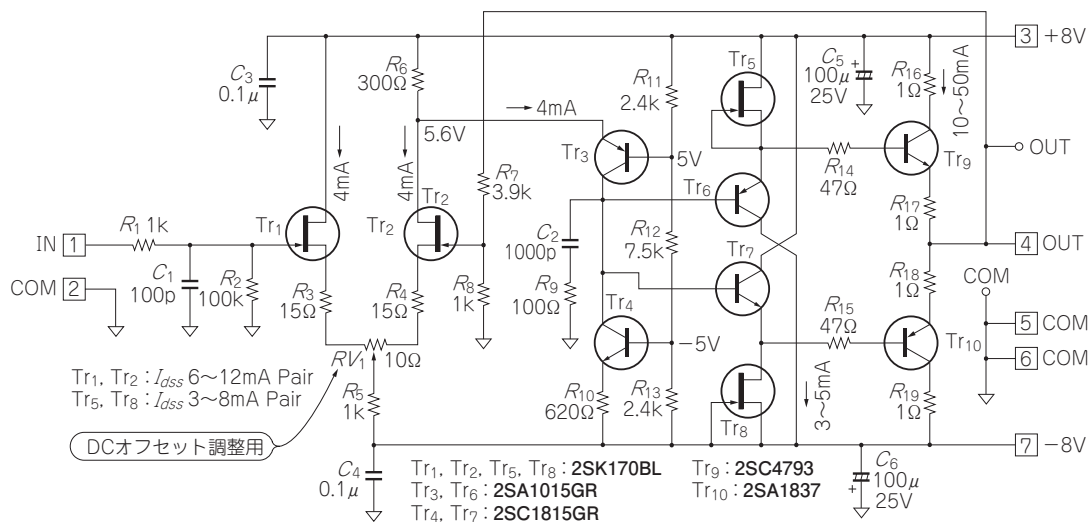 C3
0.1μ
R6
300Ω
4mA
5.6V
4mA
4mA
Tr1
Tr2
R7
3.9k
Tr3
5V
R11
2.4k
Tr5
C5
100μ
25V
R16
1Ω
10～50mA
3 +8V
OUT
Tr9
R14
47Ω
Tr6
R17
1Ω
IN 1
R1 1k
COM 2
C1
100p
R2
100k
R3
15Ω
R4
15Ω
R8
1k
C2
1000p
R9
100Ω
R12
7.5k
Tr7
Tr4
-5V
R15
47Ω
R18
1Ω
4 OUT
COM
5 COM
6 COM
Tr10
RV1
10Ω
R5
1k
R10
620Ω
R13
2.4k
Tr8
3～5mA
R19
1Ω
7 -8V
Tr1, Tr2 : Idss 6～12mA Pair
Tr5, Tr8 : Idss 3～8mA Pair
DCオフセット調整用
C4
0.1μ
Tr1, Tr2, Tr5, Tr8 : 2SK170BL
Tr3, Tr6 : 2SA1015GR
Tr4, Tr7 : 2SC1815GR
Tr9 : 2SC4793
Tr10 : 2SA1837
C6
100μ
25V